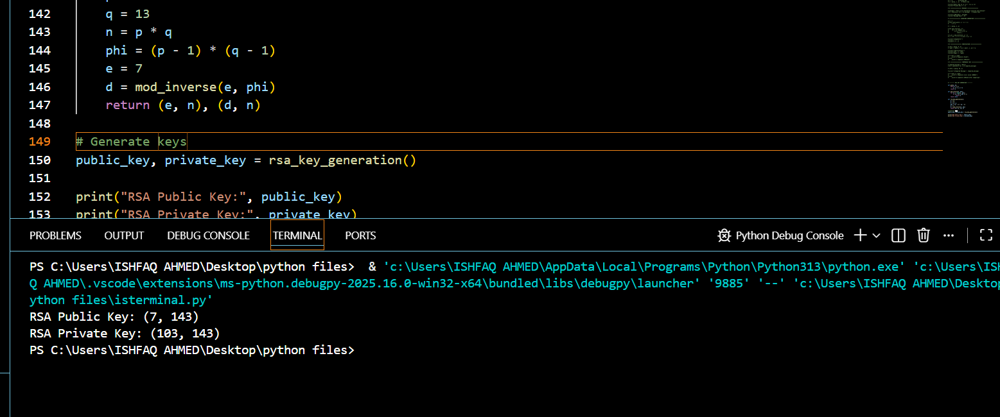 142 q = 13
143 n = p * q
144 phi = (p - 1) * (q - 1)
145 e = 7
146 d = mod_inverse(e, phi)
147 return (e, n), (d, n)
148
149 # Generate keys
150 public_key, private_key = rsa_key_generation()
151
152 print("RSA Public Key:", public_key)
153 print("RSA Private Key:", private_key)
PROBLEMS OUTPUT DEBUG CONSOLE TERMINAL PORTS Python Debug Console
PS C:\Users\ISHFAQ AHMED\Desktop\python files> & 'c:\Users\ISHFAQ AHMED\AppData\Local\Programs\Python\Python313\python.exe' 'c:\Users\ISH
Q AHMED\.vscode\extensions\ms-python.debugpy-2025.16.0-win32-x64\bundled\libs\debugpy\launcher' '9885' '--' 'c:\Users\ISHFAQ AHMED\Desktop
ython files\isterminal.py'
RSA Public Key: (7, 143)
RSA Private Key: (103, 143)
PS C:\Users\ISHFAQ AHMED\Desktop\python files>